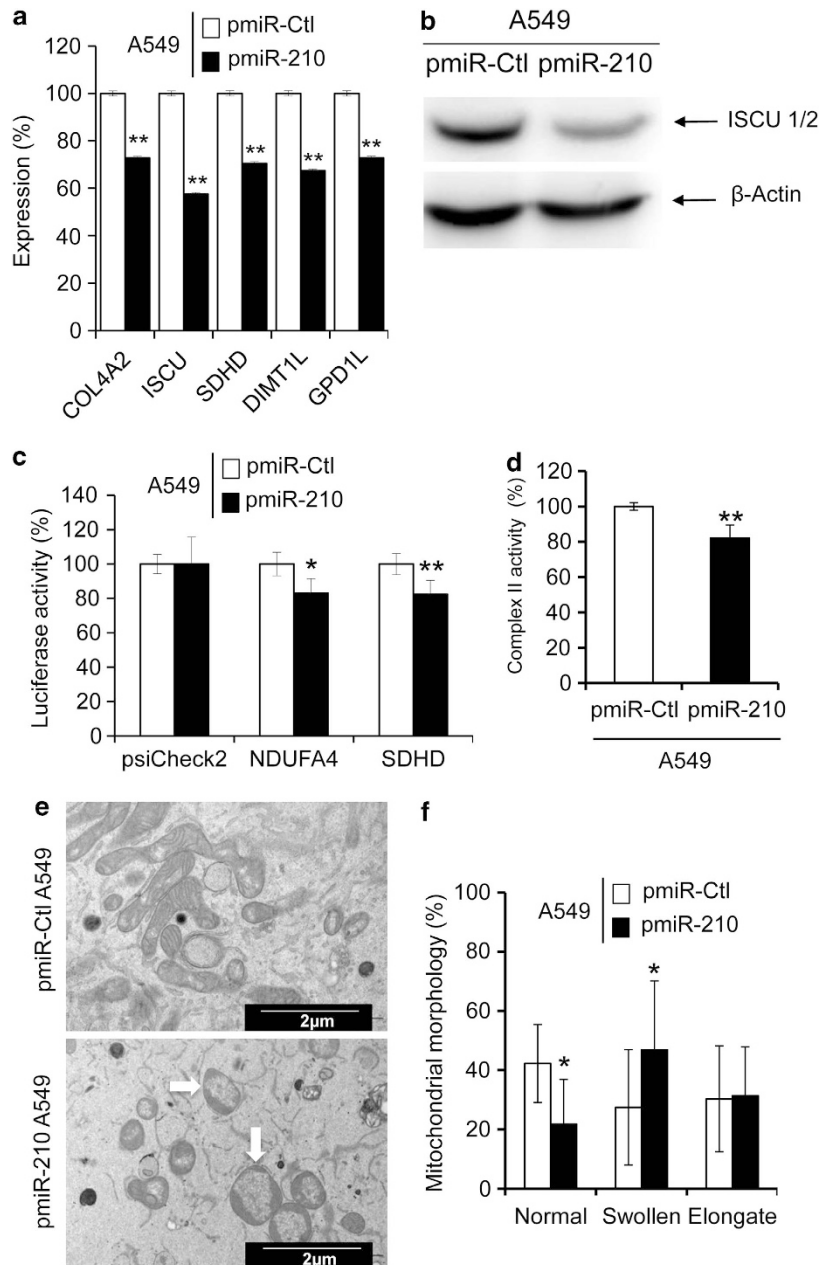 a
A549
pmiR-Ctl
pmiR-210
Expression (%)
120
100
80
60
40
20
0
**
**
**
**
**
COL4A2
ISCU
SDHD
DIMT1L
GPD1L
b
A549
pmiR-Ctl pmiR-210
ISCU 1/2
β-Actin
c
A549
pmiR-Ctl
pmiR-210
Luciferase activity (%)
140
120
100
80
60
40
20
0
*
**
psiCheck2 NDUFA4 SDHD
d
Complex II activity (%)
120
100
80
60
40
20
0
**
pmiR-Ctl pmiR-210
A549
e
pmiR-Ctl A549
2μm
pmiR-210 A549
2μm
f
A549
pmiR-Ctl
pmiR-210
Mitochondrial morphology (%)
100
80
60
40
20
0
*
*
Normal Swollen Elongate